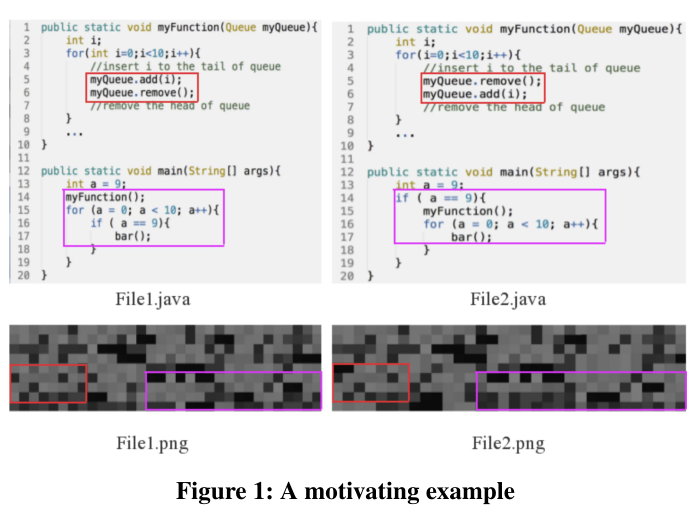 1 public static void myFunction(Queue myQueue){
2 int i;
3 for(int i=0;i<10;i++){
4 //insert i to the tail of queue
5 myQueue.add(i);
6 myQueue.remove();
7 //remove the head of queue
8 }
9 ...
10 }
11
12 public static void main(String[] args){
13 int a = 9;
14 myFunction();
15 for (a = 0; a < 10; a++){
16 if ( a == 9){
17 bar();
18 }
19 }
20 }
File1.java
1 public static void myFunction(Queue myQueue){
2 int i;
3 for(i=0;i<10;i++){
4 //insert i to the tail of queue
5 myQueue.remove();
6 myQueue.add(i);
7 //remove the head of queue
8 }
9 ...
10 }
11
12 public static void main(String[] args){
13 int a = 9;
14 if ( a == 9){
15 myFunction();
16 for (a = 0; a < 10; a++){
17 bar();
18 }
19 }
20 }
File2.java
File1.png
File2.png
Figure 1: A motivating example